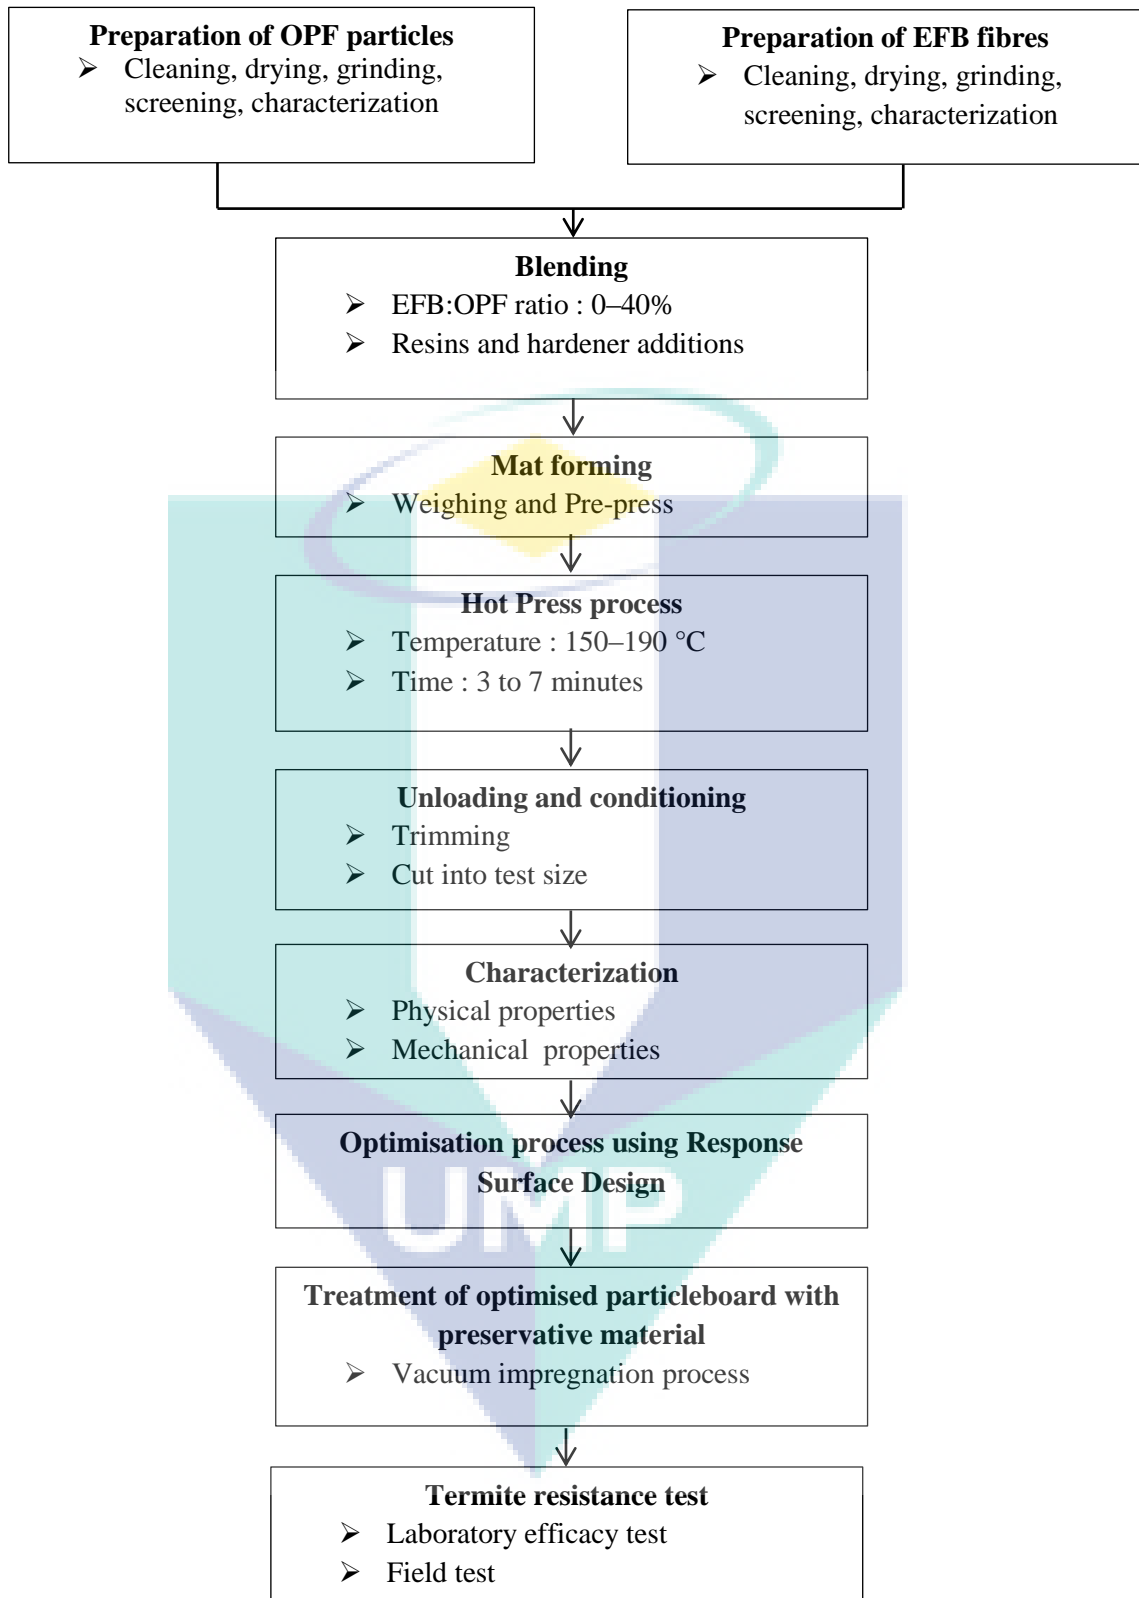 Preparation of OPF particles
➢ Cleaning, drying, grinding,
screening, characterization
Preparation of EFB fibres
➢ Cleaning, drying, grinding,
screening, characterization
Blending
➢ EFB:OPF ratio : 0–40%
➢ Resins and hardener additions
Mat forming
➢ Weighing and Pre-press
Hot Press process
➢ Temperature : 150–190 °C
➢ Time : 3 to 7 minutes
Unloading and conditioning
➢ Trimming
➢ Cut into test size
Characterization
➢ Physical properties
➢ Mechanical  properties
Optimisation process using Response
Surface Design
UMP
Treatment of optimised particleboard with
preservative material
➢ Vacuum impregnation process
Termite resistance test
➢ Laboratory efficacy test
➢ Field test